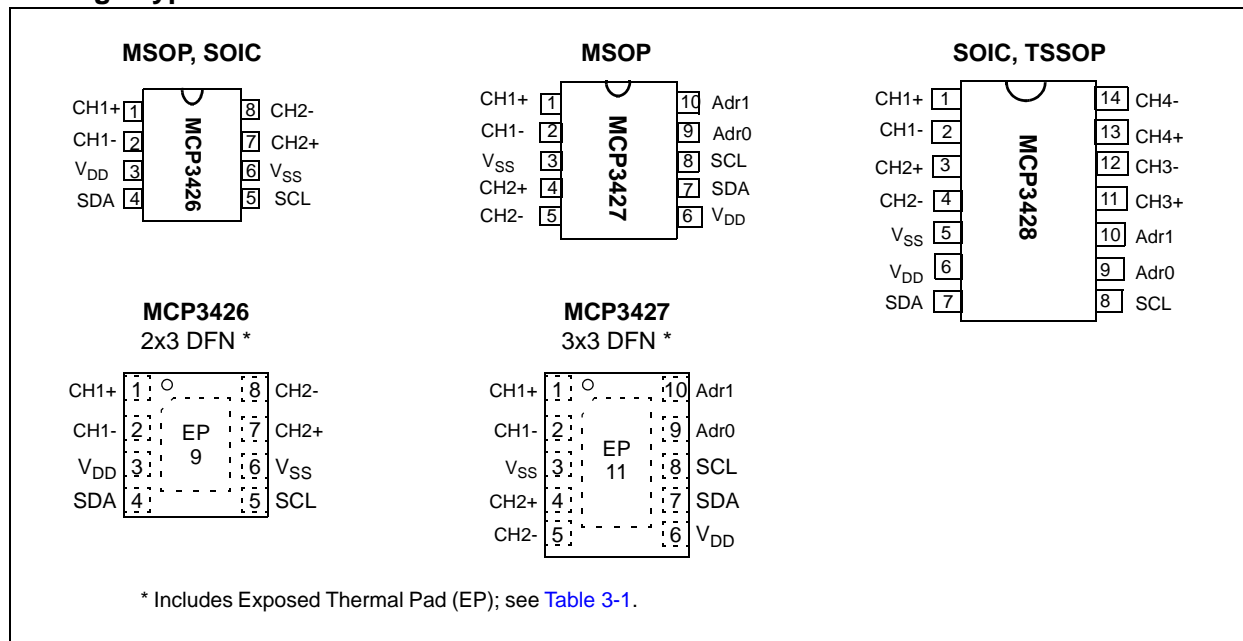 MSOP, SOIC
CH1+ 1
CH1- 2
VDD 3
SDA 4
MCP3426
8 CH2-
7 CH2+
6 VSS
5 SCL
MSOP
CH1+ 1
CH1- 2
VSS 3
CH2+ 4
CH2- 5
MCP3427
10 Adr1
9 Adr0
8 SCL
7 SDA
6 VDD
SOIC, TSSOP
CH1+ 1
CH1- 2
CH2+ 3
CH2- 4
VSS 5
VDD 6
SDA 7
MCP3428
14 CH4-
13 CH4+
12 CH3-
11 CH3+
10 Adr1
9 Adr0
8 SCL
MCP3426
2x3 DFN *
CH1+ 1
CH1- 2
VDD 3
SDA 4
EP
9
8 CH2-
7 CH2+
6 VSS
5 SCL
MCP3427
3x3 DFN *
CH1+ 1
CH1- 2
VSS 3
CH2+ 4
CH2- 5
EP
11
10 Adr1
9 Adr0
8 SCL
7 SDA
6 VDD
* Includes Exposed Thermal Pad (EP); see Table 3-1.